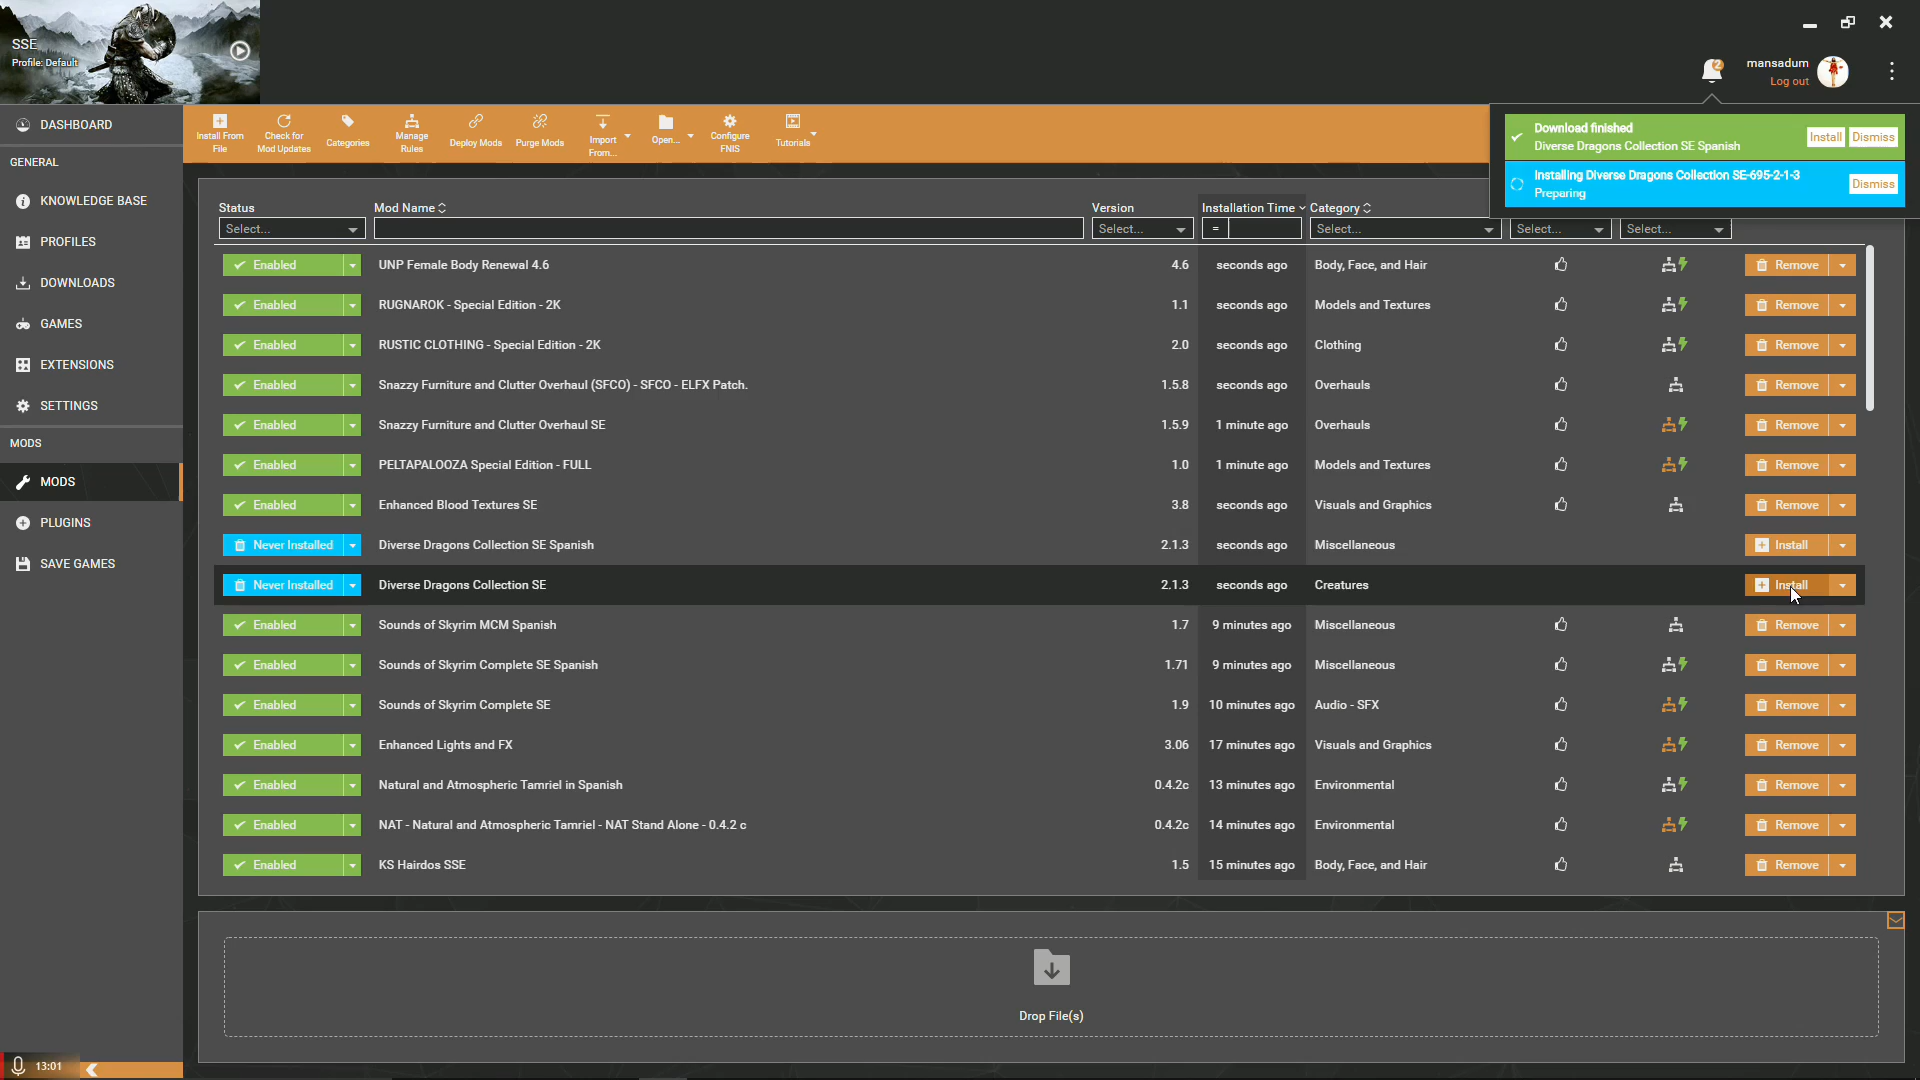 SSE
Profile: Default
2
mansadum
Log out
DASHBOARD
GENERAL
KNOWLEDGE BASE
PROFILES
DOWNLOADS
GAMES
EXTENSIONS
SETTINGS
MODS
MODS
PLUGINS
SAVE GAMES
13:01
Install From File
Check for Mod Updates
Categories
Manage Rules
Deploy Mods
Purge Mods
Import From...
Open...
Configure FNIS
Tutorials
Download finished
Diverse Dragons Collection SE Spanish
Install Dismiss
Installing Diverse Dragons Collection SE-695-2-1-3
Preparing
Dismiss
Status Mod Name Version Installation Time Category
Select... Select... = Select... Select... Select...
Enabled UNP Female Body Renewal 4.6 4.6 seconds ago Body, Face, and Hair Remove
Enabled RUGNAROK - Special Edition - 2K 1.1 seconds ago Models and Textures Remove
Enabled RUSTIC CLOTHING - Special Edition - 2K 2.0 seconds ago Clothing Remove
Enabled Snazzy Furniture and Clutter Overhaul (SFCO) - SFCO - ELFX Patch. 1.5.8 seconds ago Overhauls Remove
Enabled Snazzy Furniture and Clutter Overhaul SE 1.5.9 1 minute ago Overhauls Remove
Enabled PELTAPALOOZA Special Edition - FULL 1.0 1 minute ago Models and Textures Remove
Enabled Enhanced Blood Textures SE 3.8 seconds ago Visuals and Graphics Remove
Never Installed Diverse Dragons Collection SE Spanish 2.1.3 seconds ago Miscellaneous Install
Never Installed Diverse Dragons Collection SE 2.1.3 seconds ago Creatures Install
Enabled Sounds of Skyrim MCM Spanish 1.7 9 minutes ago Miscellaneous Remove
Enabled Sounds of Skyrim Complete SE Spanish 1.71 9 minutes ago Miscellaneous Remove
Enabled Sounds of Skyrim Complete SE 1.9 10 minutes ago Audio - SFX Remove
Enabled Enhanced Lights and FX 3.06 17 minutes ago Visuals and Graphics Remove
Enabled Natural and Atmospheric Tamriel in Spanish 0.4.2c 13 minutes ago Environmental Remove
Enabled NAT - Natural and Atmospheric Tamriel - NAT Stand Alone - 0.4.2 c 0.4.2c 14 minutes ago Environmental Remove
Enabled KS Hairdos SSE 1.5 15 minutes ago Body, Face, and Hair Remove
Drop File(s)